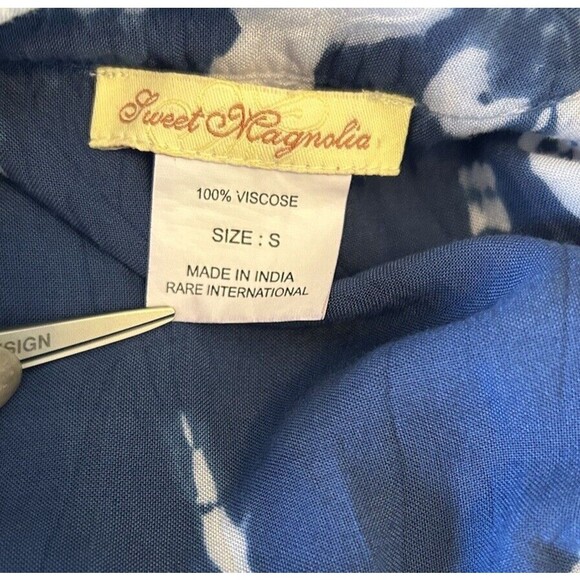 Sweet Magnolia
100% VISCOSE
SIZE : S
MADE IN INDIA
RARE INTERNATIONAL
SIGN